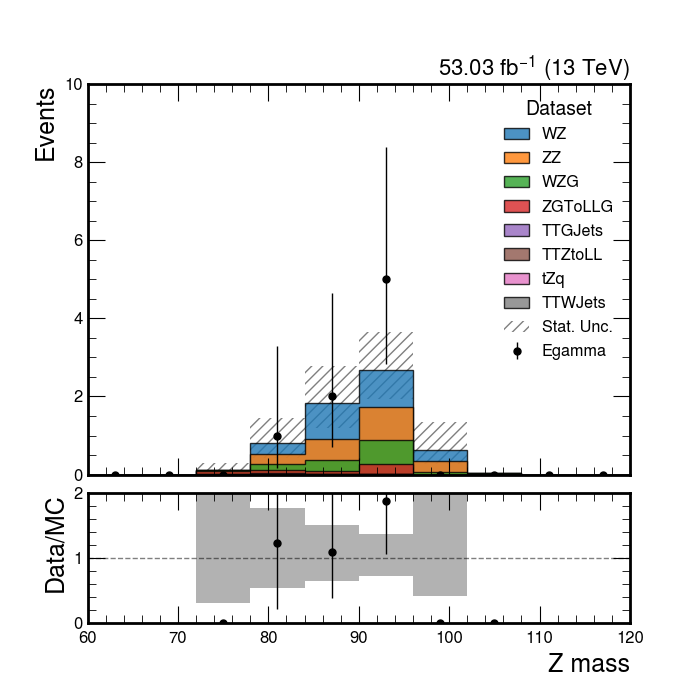 53.03 fb⁻¹ (13 TeV)
Events
10
8
6
4
2
0
Dataset
WZ
ZZ
WZG
ZGToLLG
TTGJets
TTZtoLL
tZq
TTWJets
Stat. Unc.
Egamma
Data/MC
2
1
0
60 70 80 90 100 110 120
Z mass